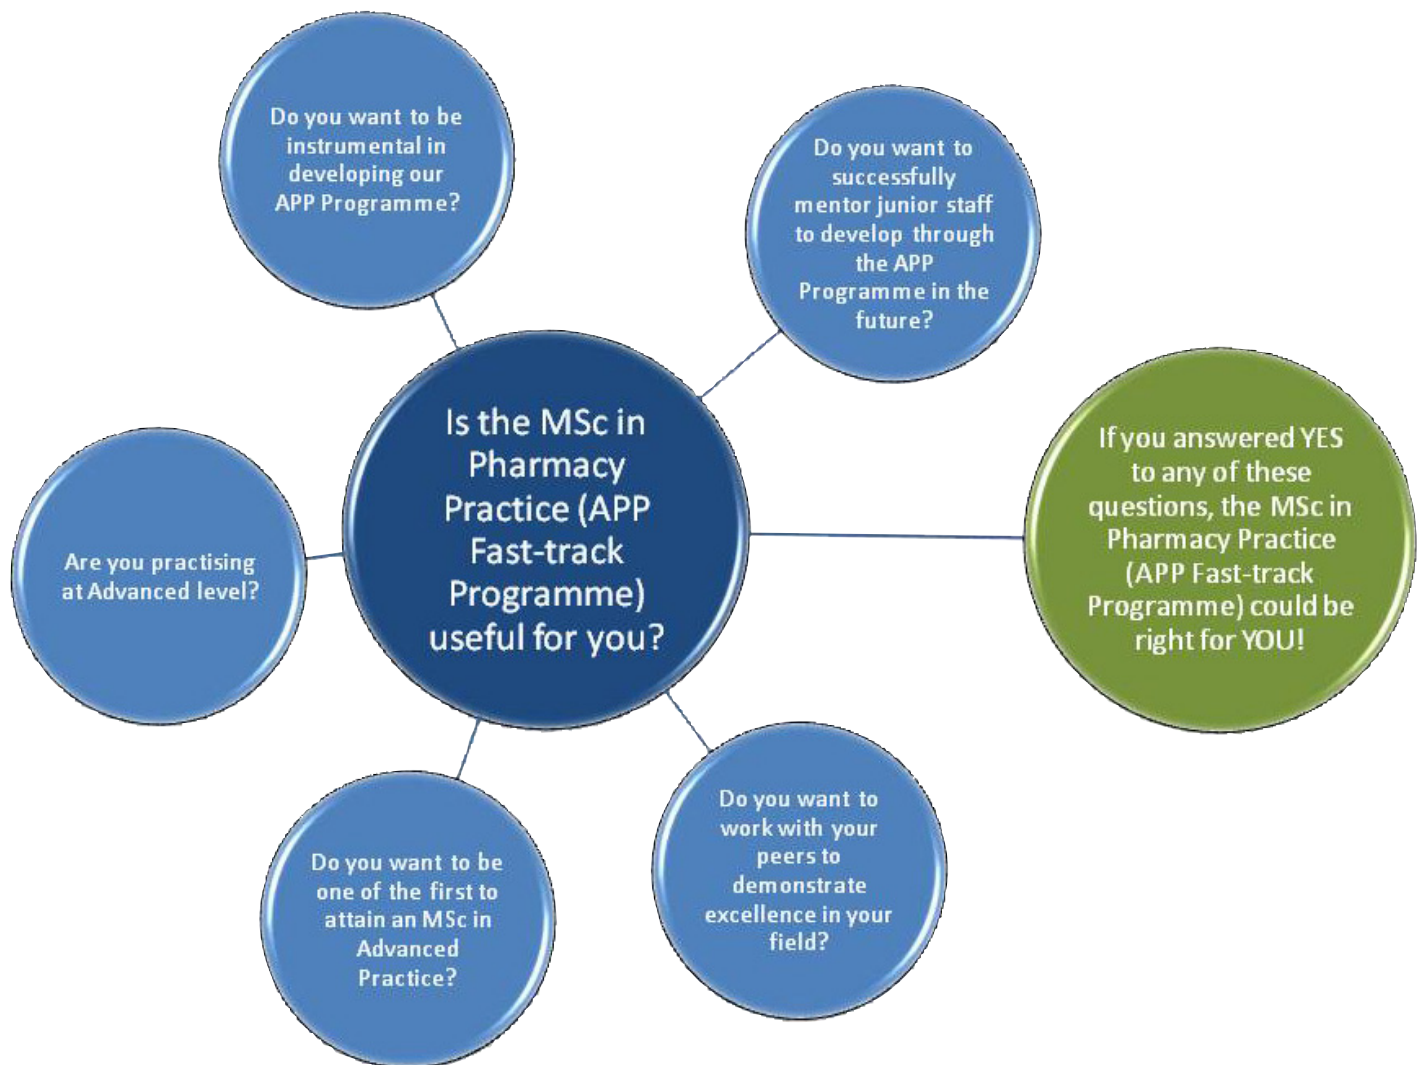 Do you want to be
instrumental in
developing our
APP Programme?
Do you want to
successfully
mentor junior staff
to develop through
the APP
Programme in the
future?
Is the MSc in
Pharmacy
Practice (APP
Fast-track
Programme)
useful for you?
If you answered YES
to any of these
questions, the MSc in
Pharmacy Practice
(APP Fast-track
Programme) could be
right for YOU!
Are you practising
at Advanced level?
Do you want to be
one of the first to
attain an MSc in
Advanced
Practice?
Do you want to
work with your
peers to
demonstrate
excellence in your
field?